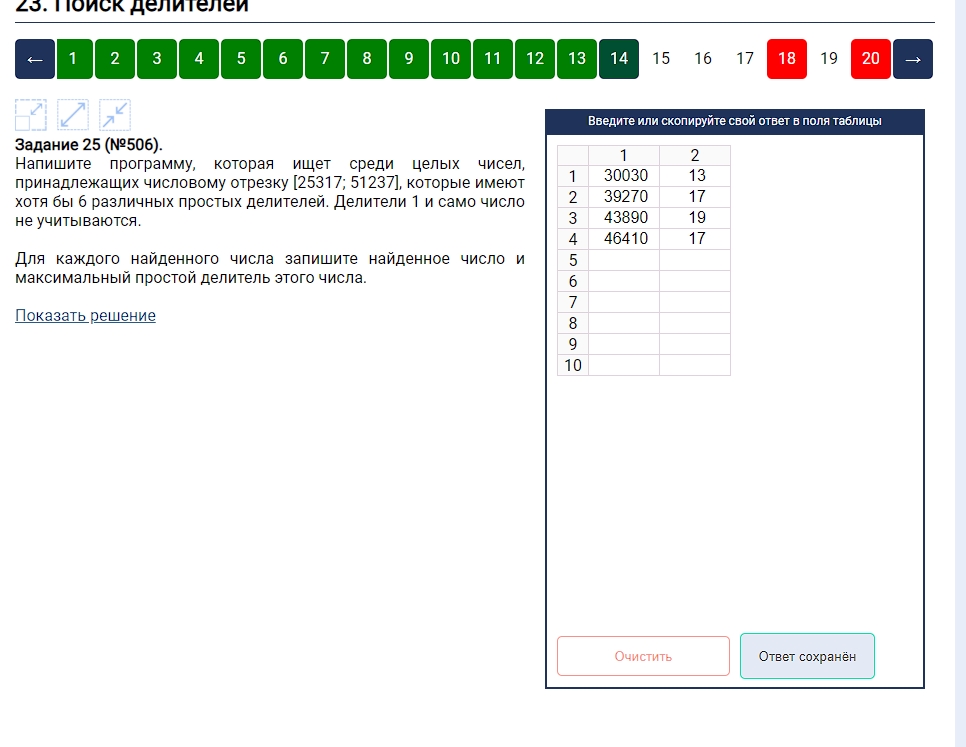 23. Поиск делителей
← 1 2 3 4 5 6 7 8 9 10 11 12 13 14 15 16 17 18 19 20 →
Задание 25 (№506).
Напишите программу, которая ищет среди целых чисел,
принадлежащих числовому отрезку [25317; 51237], которые имеют
хотя бы 6 различных простых делителей. Делители 1 и само число
не учитываются.
Для каждого найденного числа запишите найденное число и
максимальный простой делитель этого числа.
Показать решение
Введите или скопируйте свой ответ в поля таблицы
1 2
1 30030 13
2 39270 17
3 43890 19
4 46410 17
5
6
7
8
9
10
Очистить
Ответ сохранён